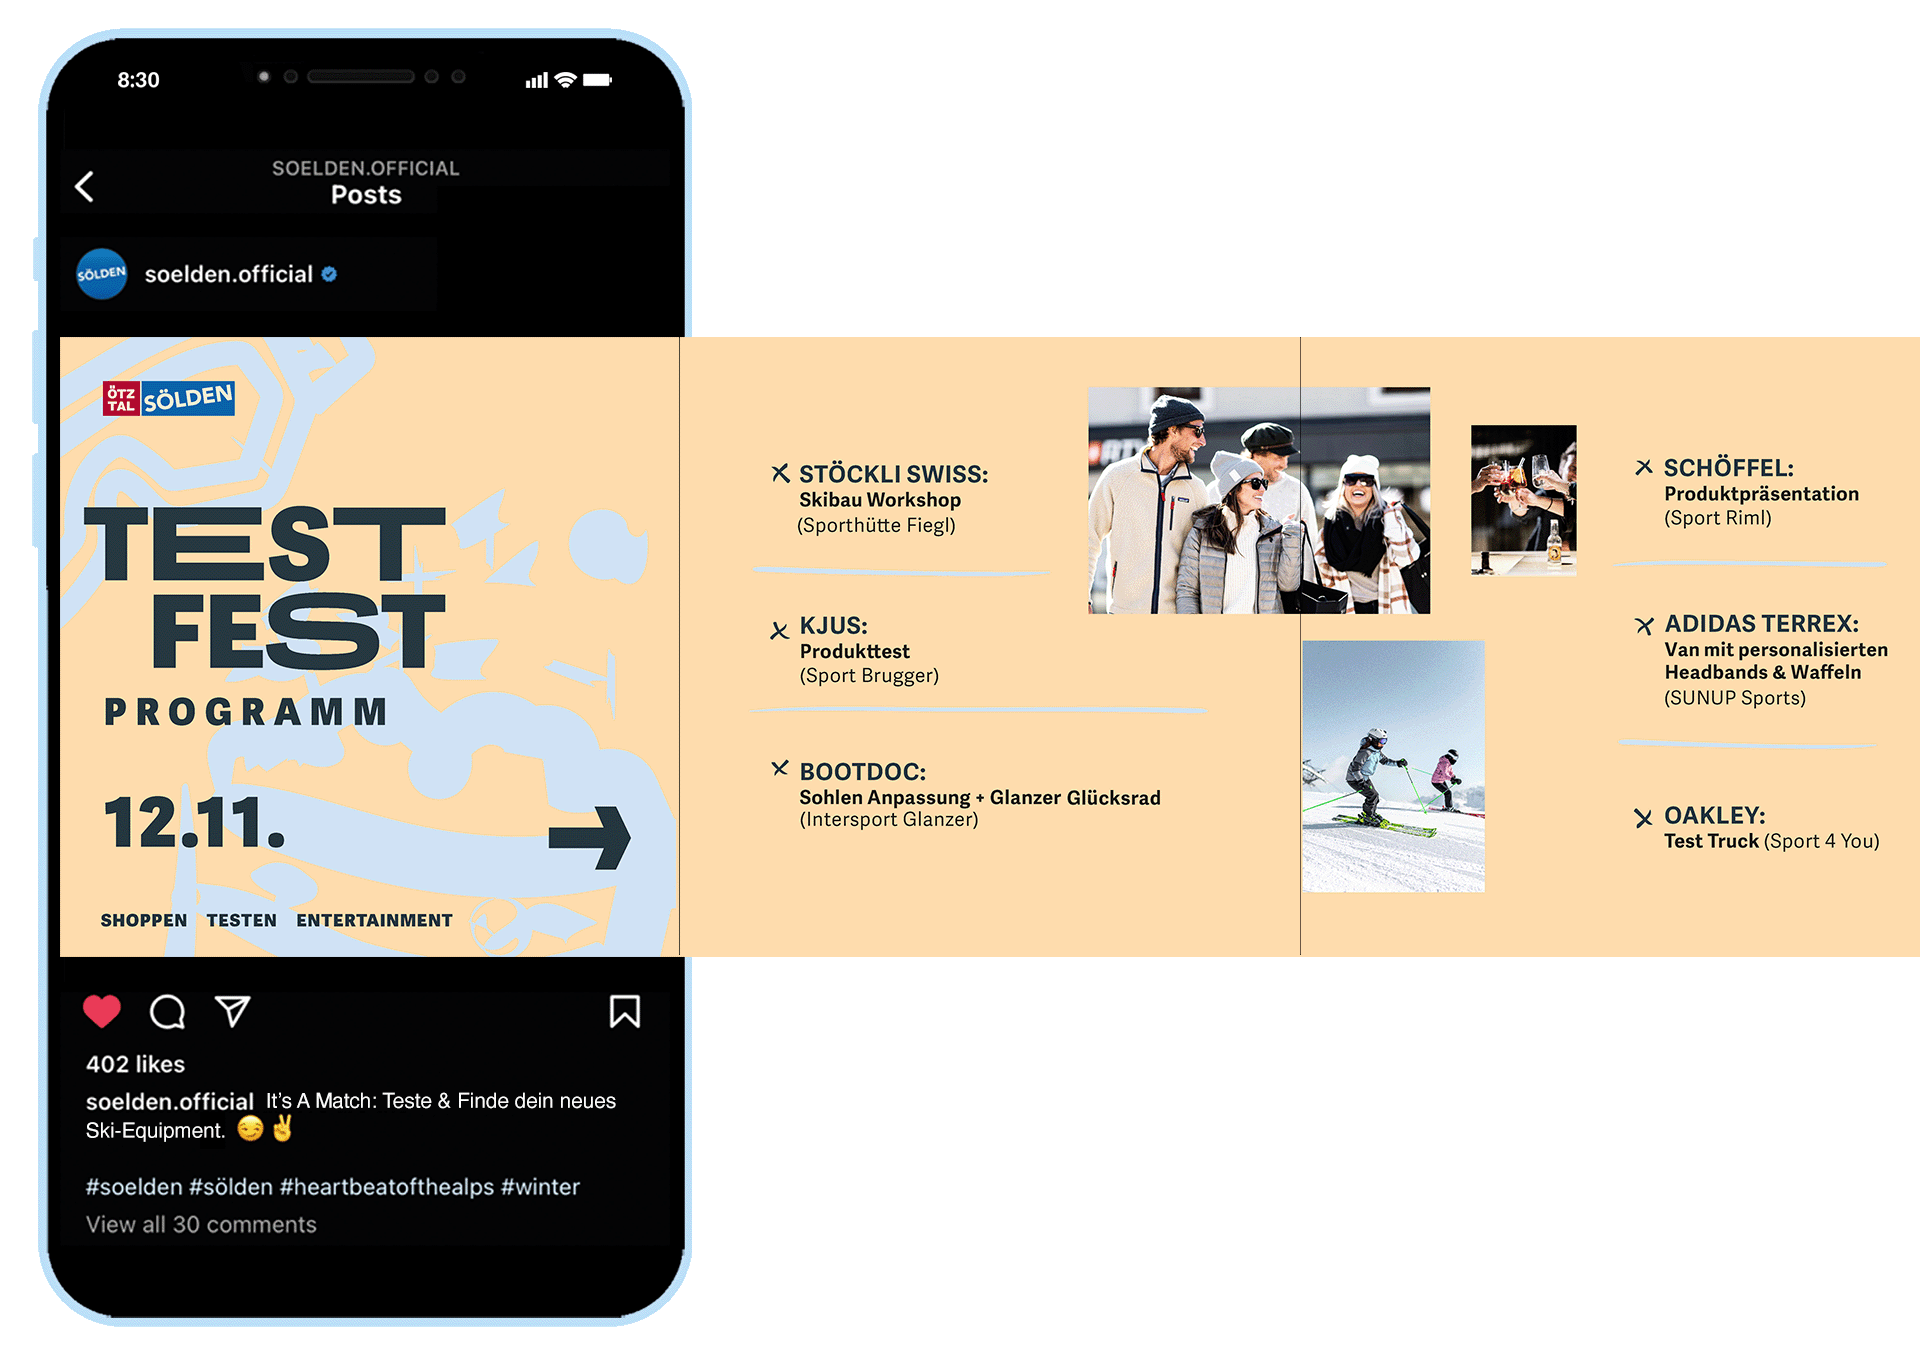 8:30
SOELDEN.OFFICIAL
Posts
SÖLDEN
soelden.official
ÖTZ
TAL
SÖLDEN
TEST
FEST
PROGRAMM
12.11.
SHOPPEN TESTEN ENTERTAINMENT
STÖCKLI SWISS:
Skibau Workshop
(Sporthütte Fiegl)
KJUS:
Produkttest
(Sport Brugger)
BOOTDOC:
Sohlen Anpassung + Glanzer Glücksrad
(Intersport Glanzer)
SCHÖFFEL:
Produktpräsentation
(Sport Riml)
ADIDAS TERREX:
Van mit personalisierten
Headbands & Waffeln
(SUNUP Sports)
OAKLEY:
Test Truck (Sport 4 You)
402 likes
soelden.official It's A Match: Teste & Finde dein neues
Ski-Equipment. 😏✌️
#soelden #sölden #heartbeatofthealps #winter
View all 30 comments